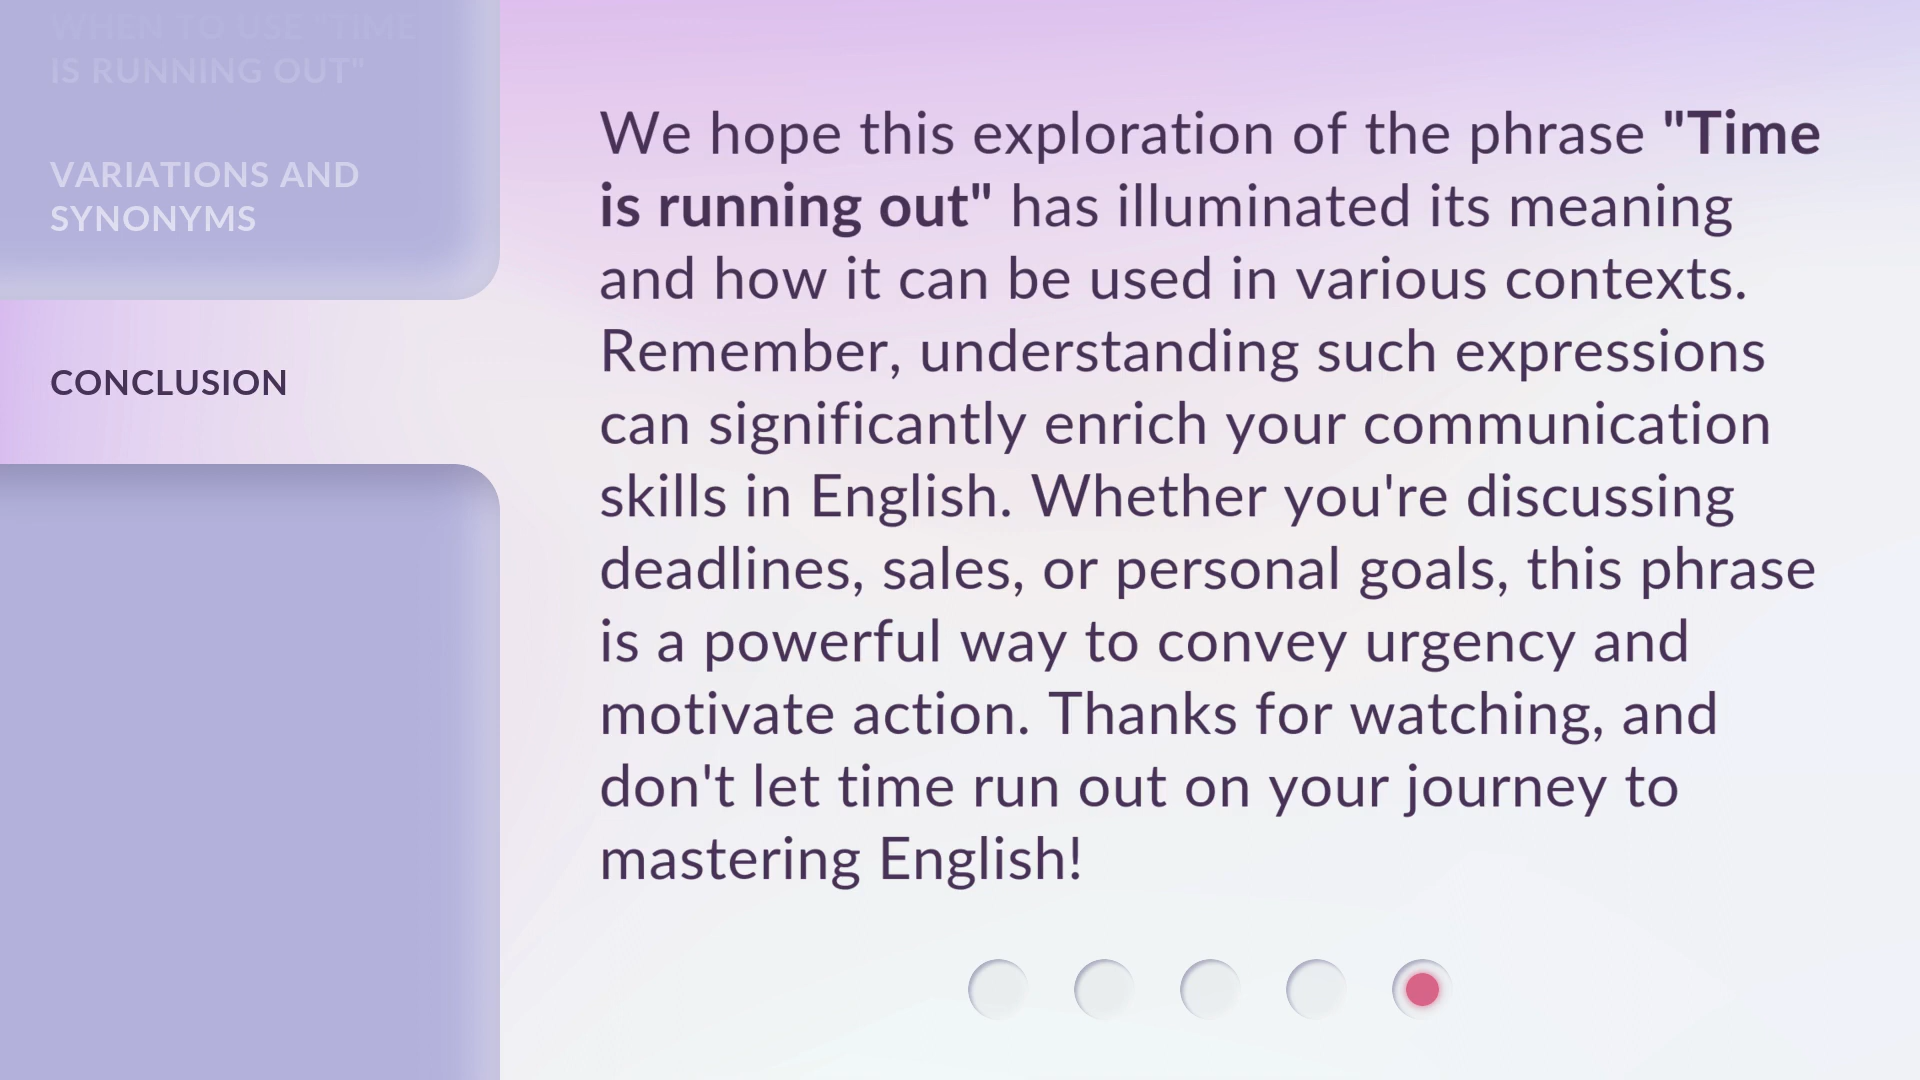 WHEN TO USE "TIME
IS RUNNING OUT"
VARIATIONS AND
SYNONYMS
CONCLUSION
We hope this exploration of the phrase "Time
is running out" has illuminated its meaning
and how it can be used in various contexts.
Remember, understanding such expressions
can significantly enrich your communication
skills in English. Whether you're discussing
deadlines, sales, or personal goals, this phrase
is a powerful way to convey urgency and
motivate action. Thanks for watching, and
don't let time run out on your journey to
mastering English!